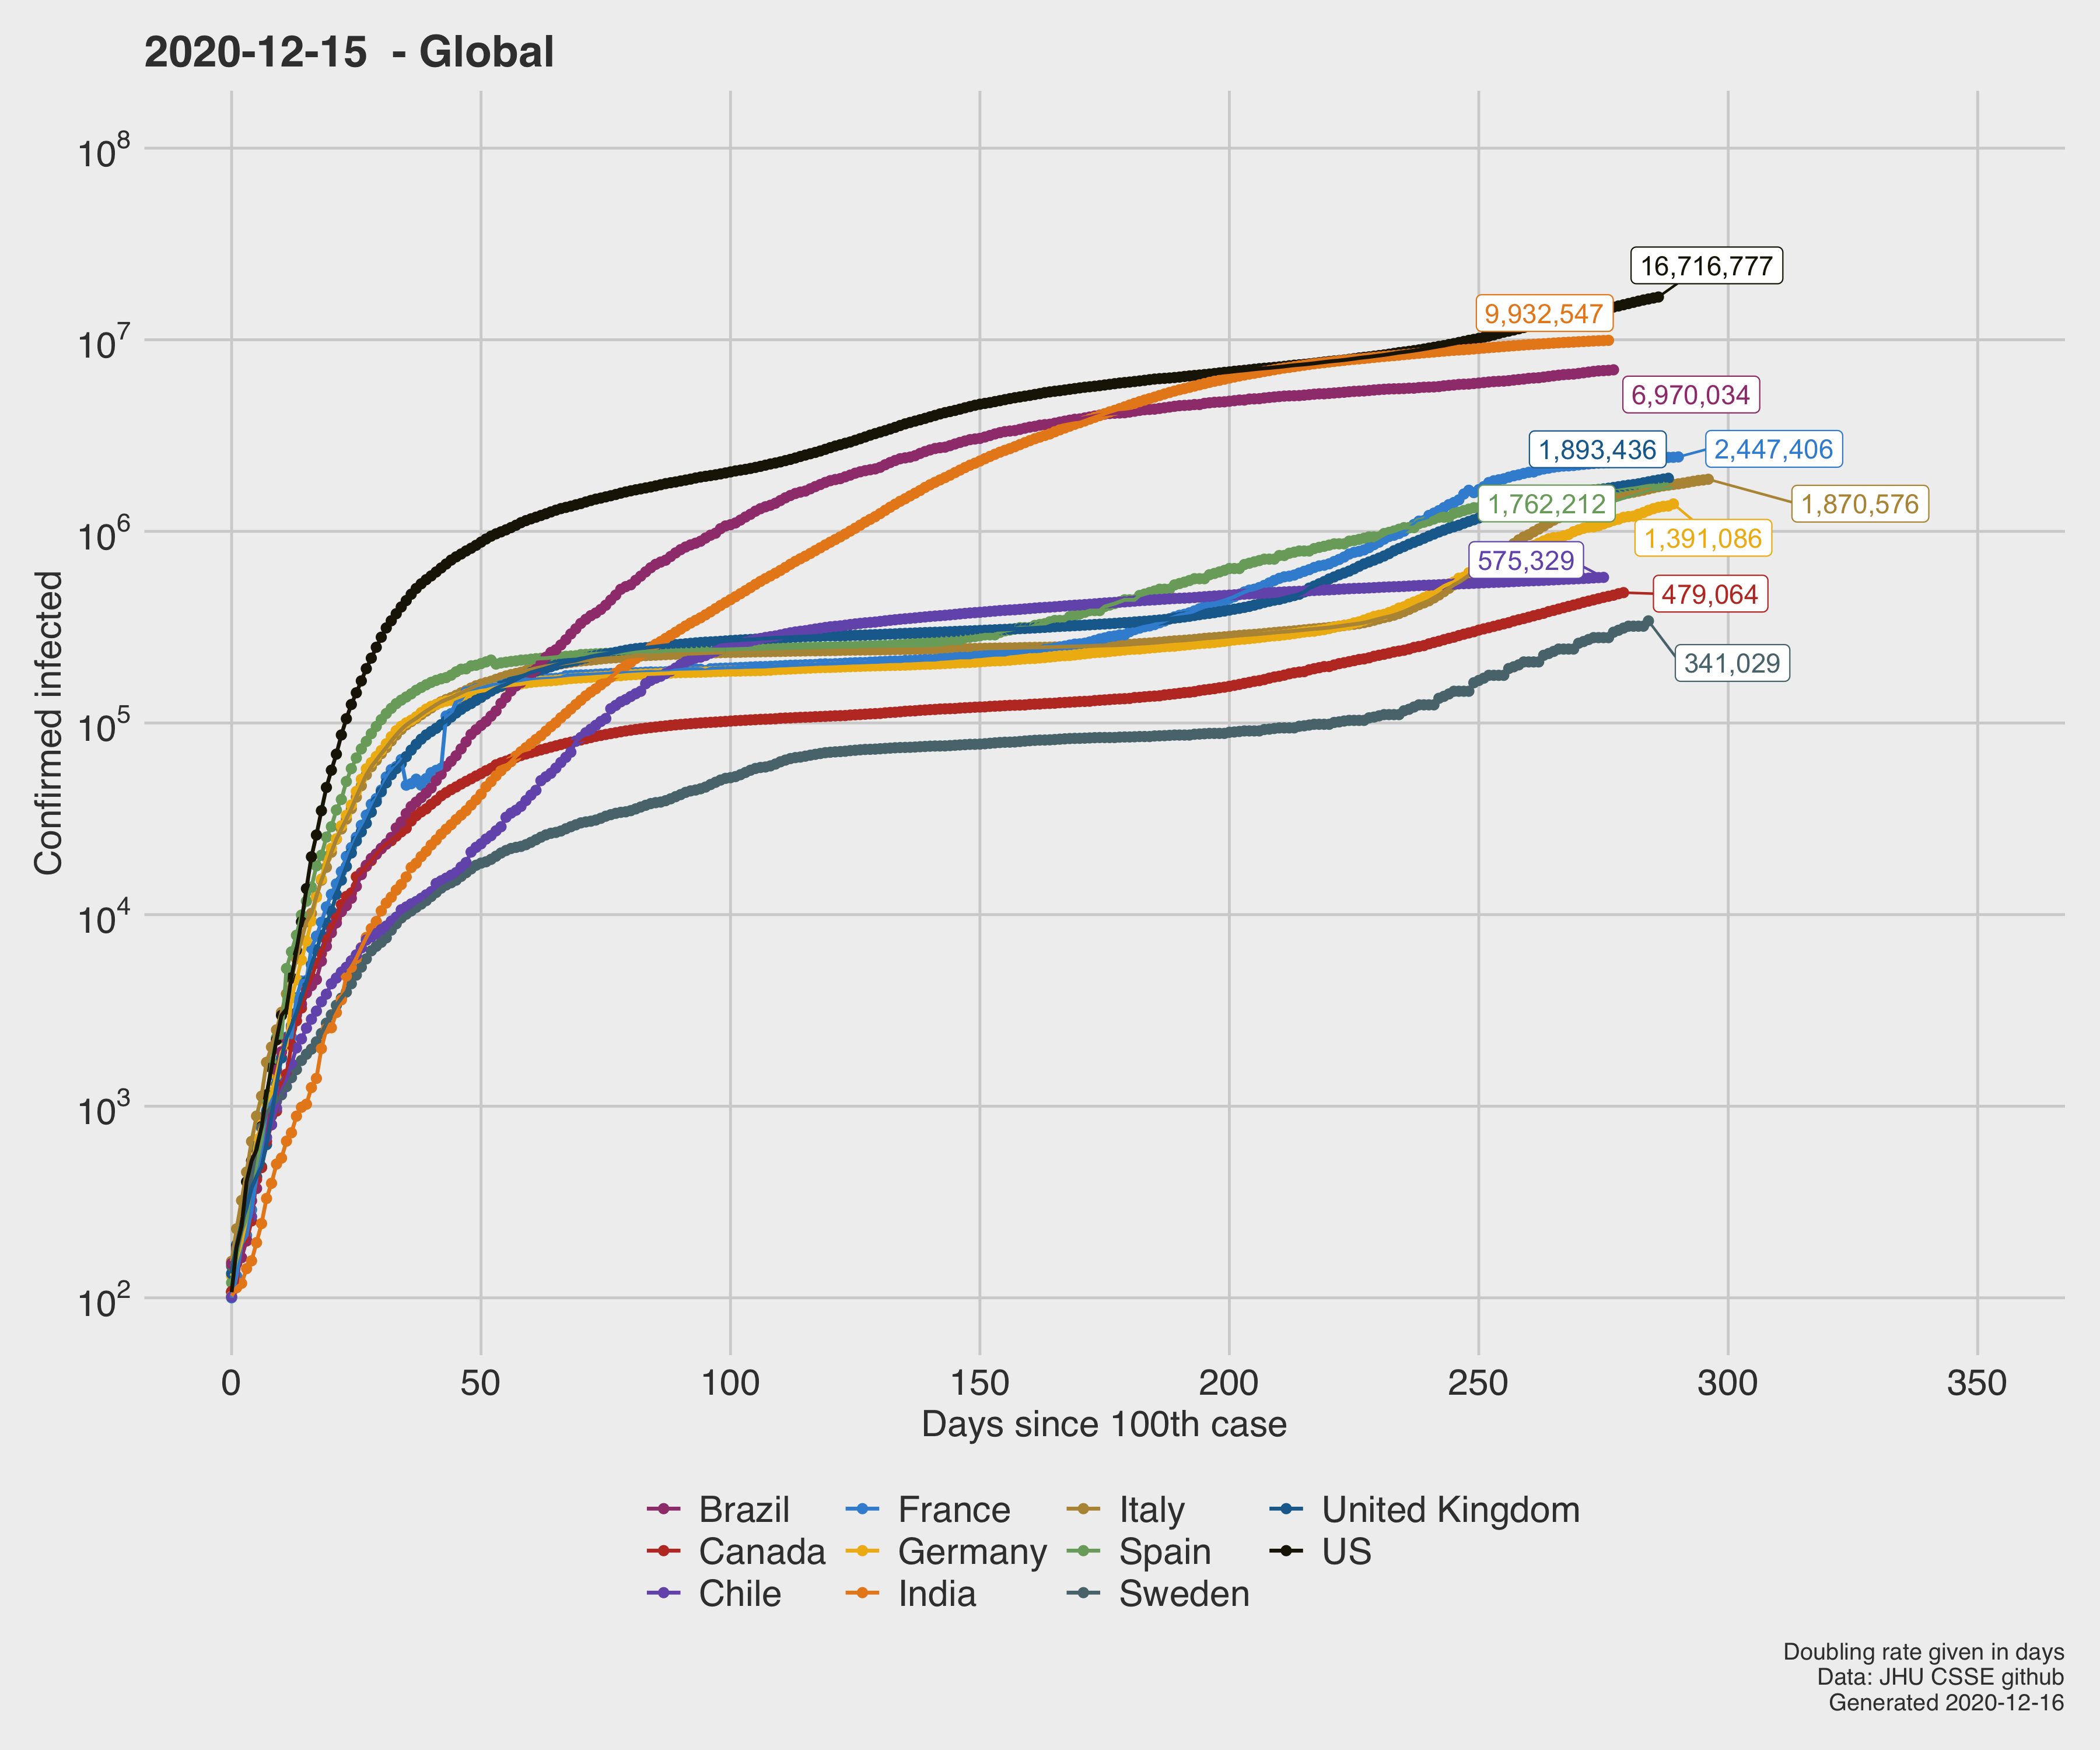 2020-12-15 - Global
10^8
10^7
10^6
10^5
10^4
10^3
10^2
Confirmed infected
16,716,777
9,932,547
6,970,034
1,893,436
2,447,406
1,762,212
1,870,576
1,391,086
575,329
479,064
341,029
0 50 100 150 200 250 300 350
Days since 100th case
Brazil France Italy United Kingdom
Canada Germany Spain US
Chile India Sweden
Doubling rate given in days
Data: JHU CSSE github
Generated 2020-12-16